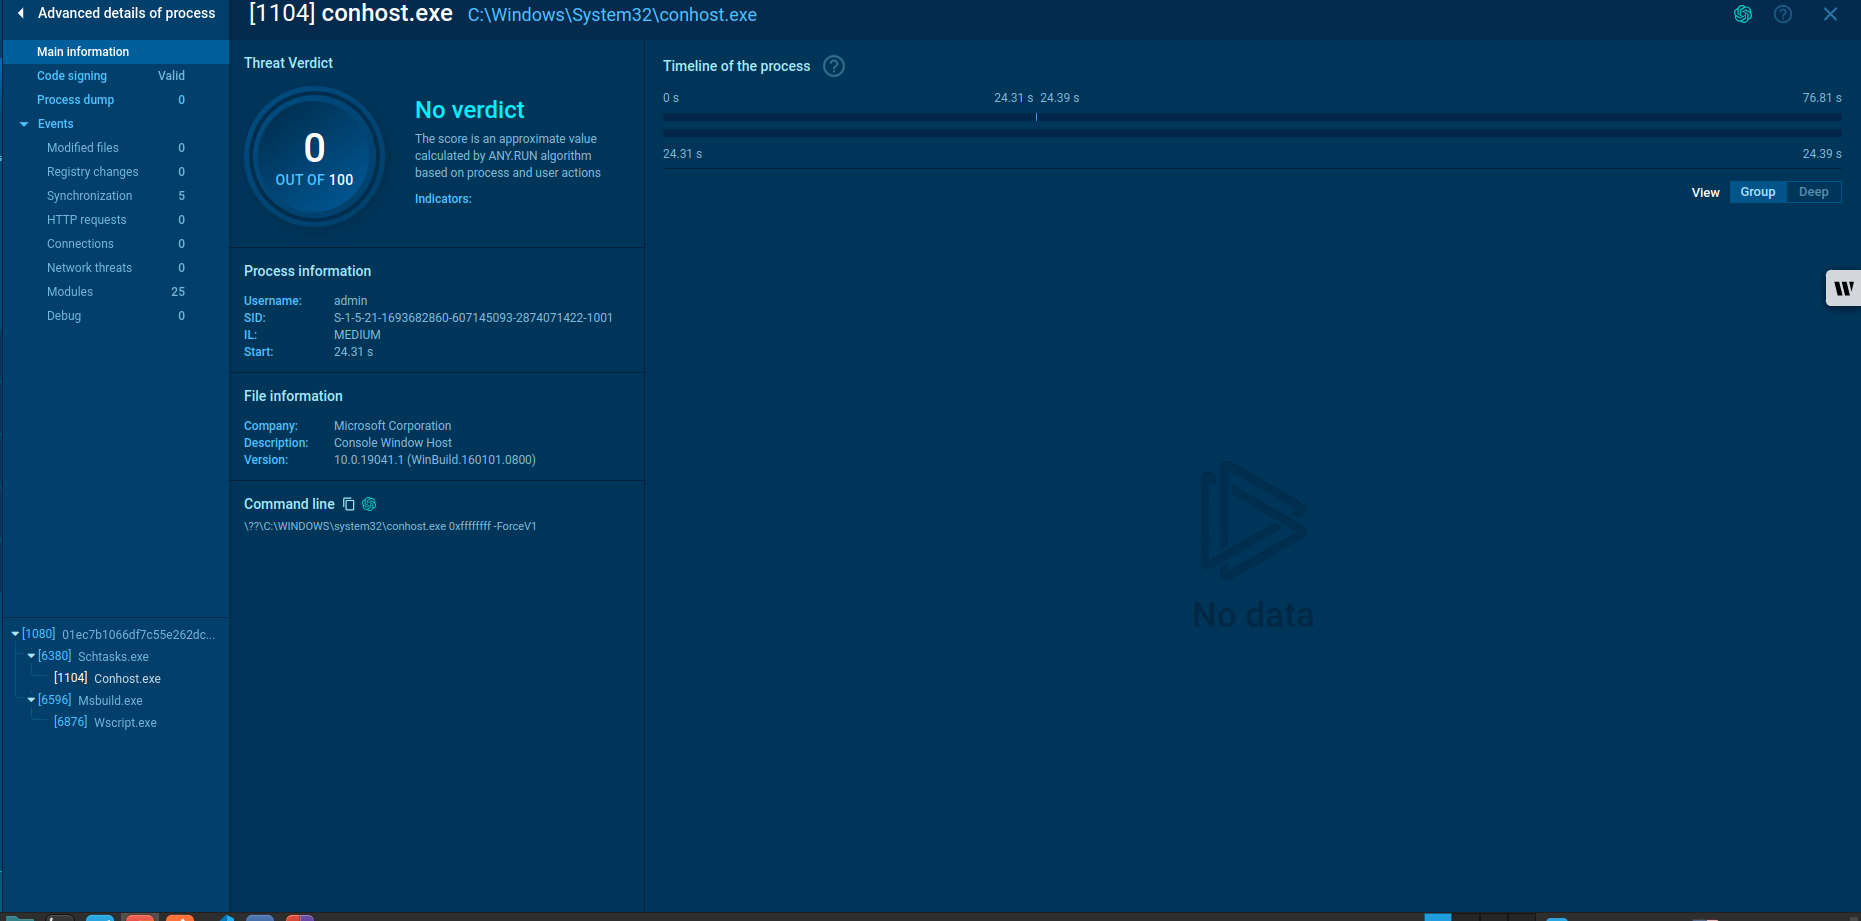 Advanced details of process
[1104] conhost.exe C:\Windows\System32\conhost.exe
Main information
Code signing Valid
Process dump 0
Events
Modified files 0
Registry changes 0
Synchronization 5
HTTP requests 0
Connections 0
Network threats 0
Modules 25
Debug 0
[1080] 01ec7b1066df7c55e262dc...
[6380] Schtasks.exe
[1104] Conhost.exe
[6596] Msbuild.exe
[6876] Wscript.exe
Threat Verdict
0
OUT OF 100
No verdict
The score is an approximate value
calculated by ANY.RUN algorithm
based on process and user actions
Indicators:
Process information
Username: admin
SID: S-1-5-21-1693682860-607145093-2874071422-1001
IL: MEDIUM
Start: 24.31 s
File information
Company: Microsoft Corporation
Description: Console Window Host
Version: 10.0.19041.1 (WinBuild.160101.0800)
Command line
\??\C:\WINDOWS\system32\conhost.exe 0xffffffff -ForceV1
Timeline of the process ?
0 s 24.31 s 24.39 s 76.81 s
24.31 s 24.39 s
View Group Deep
No data